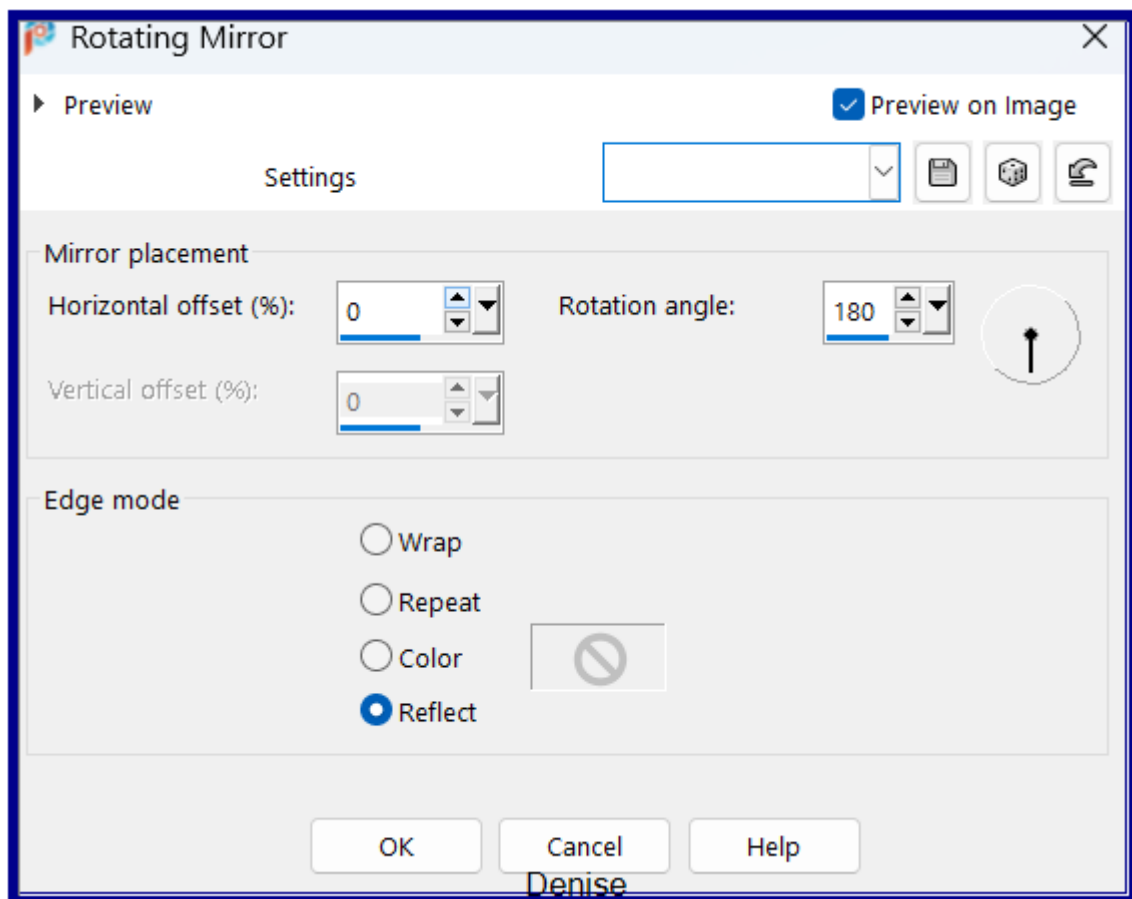 Rotating Mirror
Preview
Preview on Image
Settings
Mirror placement
Horizontal offset (%):
0
Rotation angle:
180
Vertical offset (%):
0
Edge mode
Wrap
Repeat
Color
Reflect
OK
Cancel
Help
Denise